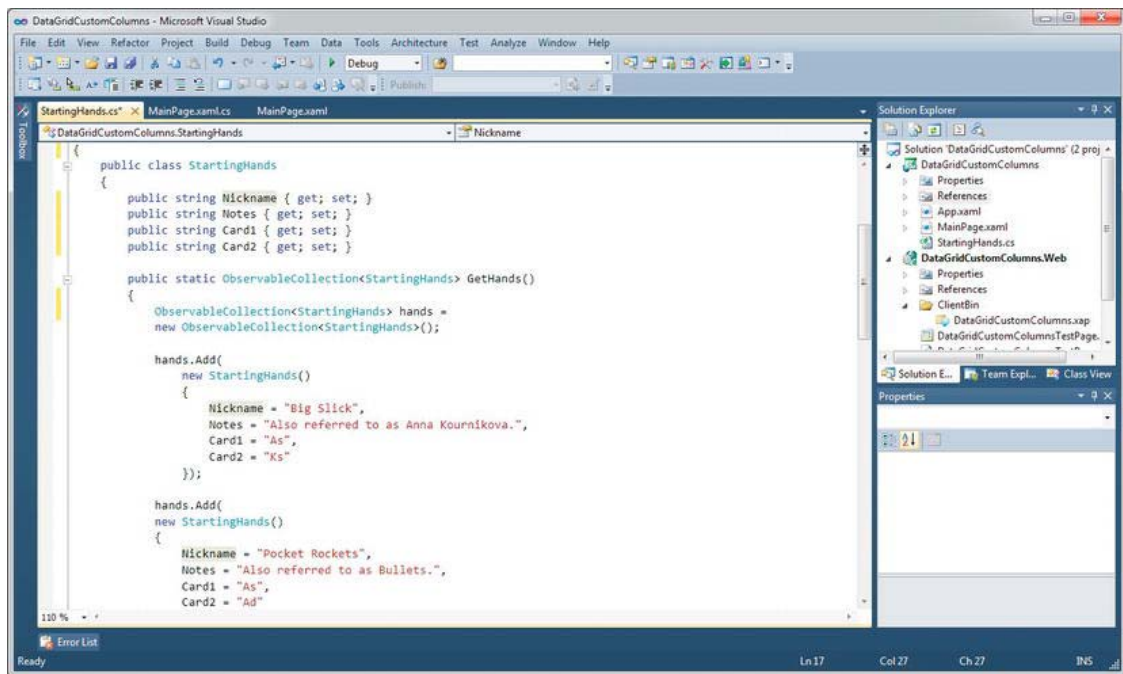 DataGridCustomColumns - Microsoft Visual Studio
File Edit View Refactor Project Build Debug Team Data Tools Architecture Test Analyze Window Help
Debug
Publish:
Toolbox
StartingHands.cs* MainPage.xaml.cs MainPage.xaml
DataGridCustomColumns.StartingHands Nickname
{
public class StartingHands
{
public string Nickname { get; set; }
public string Notes { get; set; }
public string Card1 { get; set; }
public string Card2 { get; set; }
public static ObservableCollection<StartingHands> GetHands()
{
ObservableCollection<StartingHands> hands =
new ObservableCollection<StartingHands>();
hands.Add(
new StartingHands()
{
Nickname = "Big Slick",
Notes = "Also referred to as Anna Kournikova.",
Card1 = "As",
Card2 = "Ks"
});
hands.Add(
new StartingHands()
{
Nickname = "Pocket Rockets",
Notes = "Also referred to as Bullets.",
Card1 = "As",
Card2 = "Ad"
110 %
Solution Explorer
Solution 'DataGridCustomColumns' (2 proj
DataGridCustomColumns
Properties
References
App.xaml
MainPage.xaml
StartingHands.cs
DataGridCustomColumns.Web
Properties
References
ClientBin
DataGridCustomColumns.xap
DataGridCustomColumnsTestPage.
Solution E... Team Expl... Class View
Properties
Error List
Ready Ln 17 Col 27 Ch 27 INS